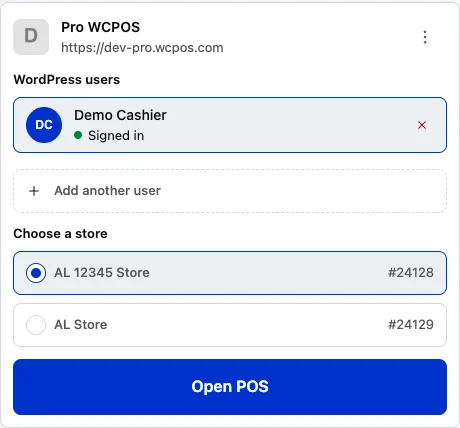 D
Pro WCPOS
https://dev-pro.wcpos.com
WordPress users
DC
Demo Cashier
Signed in
Add another user
Choose a store
AL 12345 Store #24128
AL Store #24129
Open POS